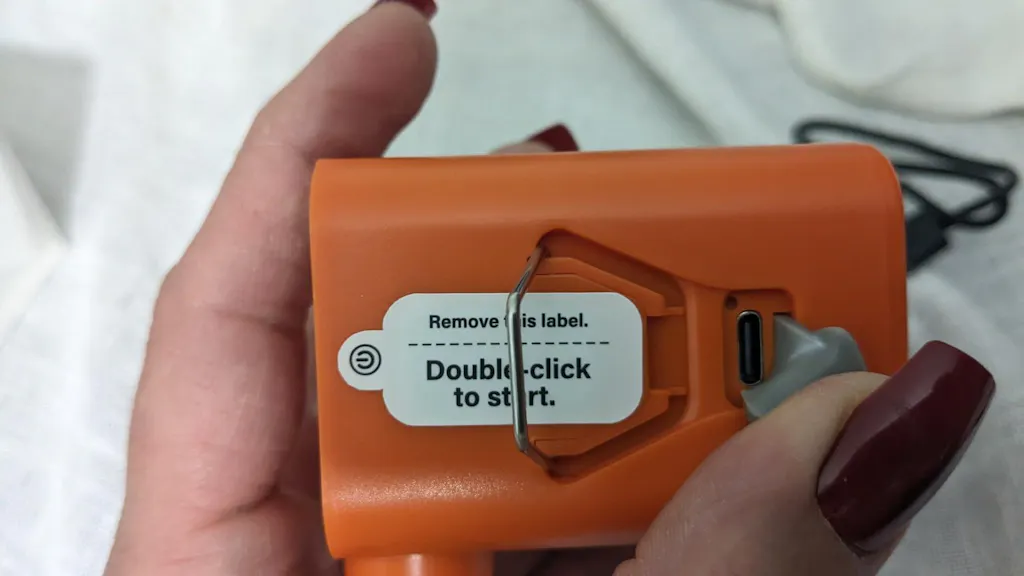 Remove this label.
Double-click
to start.